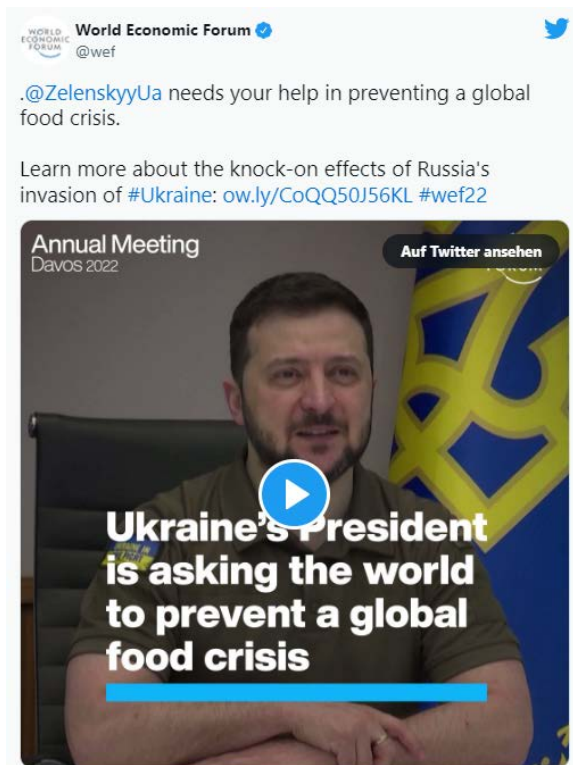 WORLD
ECONOMIC
FORUM
World Economic Forum
@wef
.@ZelenskyyUa needs your help in preventing a global
food crisis.
Learn more about the knock-on effects of Russia's
invasion of #Ukraine: ow.ly/CoQQ50J56KL #wef22
Annual Meeting
Davos 2022
Auf Twitter ansehen
Ukraine's President
is asking the world
to prevent a global
food crisis